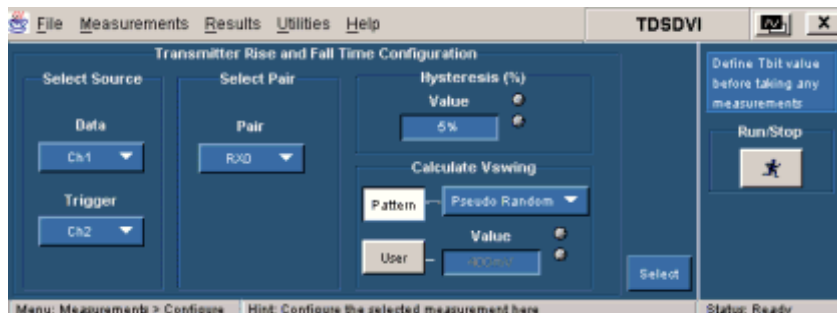 File Measurements Results Utilities Help
TDSDVI
X
Transmitter Rise and Fall Time Configuration
Select Source
Data
Ch1
Trigger
Ch2
Select Pair
Pair
RX0
Hysteresis (%)
Value
5%
Calculate Vswing
Pattern
Pseudo Random
User
Value
Select
Define Tbit value
before taking any
measurements
Run/Stop
Menu: Measurements > Configure
Hint: Configure the selected measurement here
Status: Ready